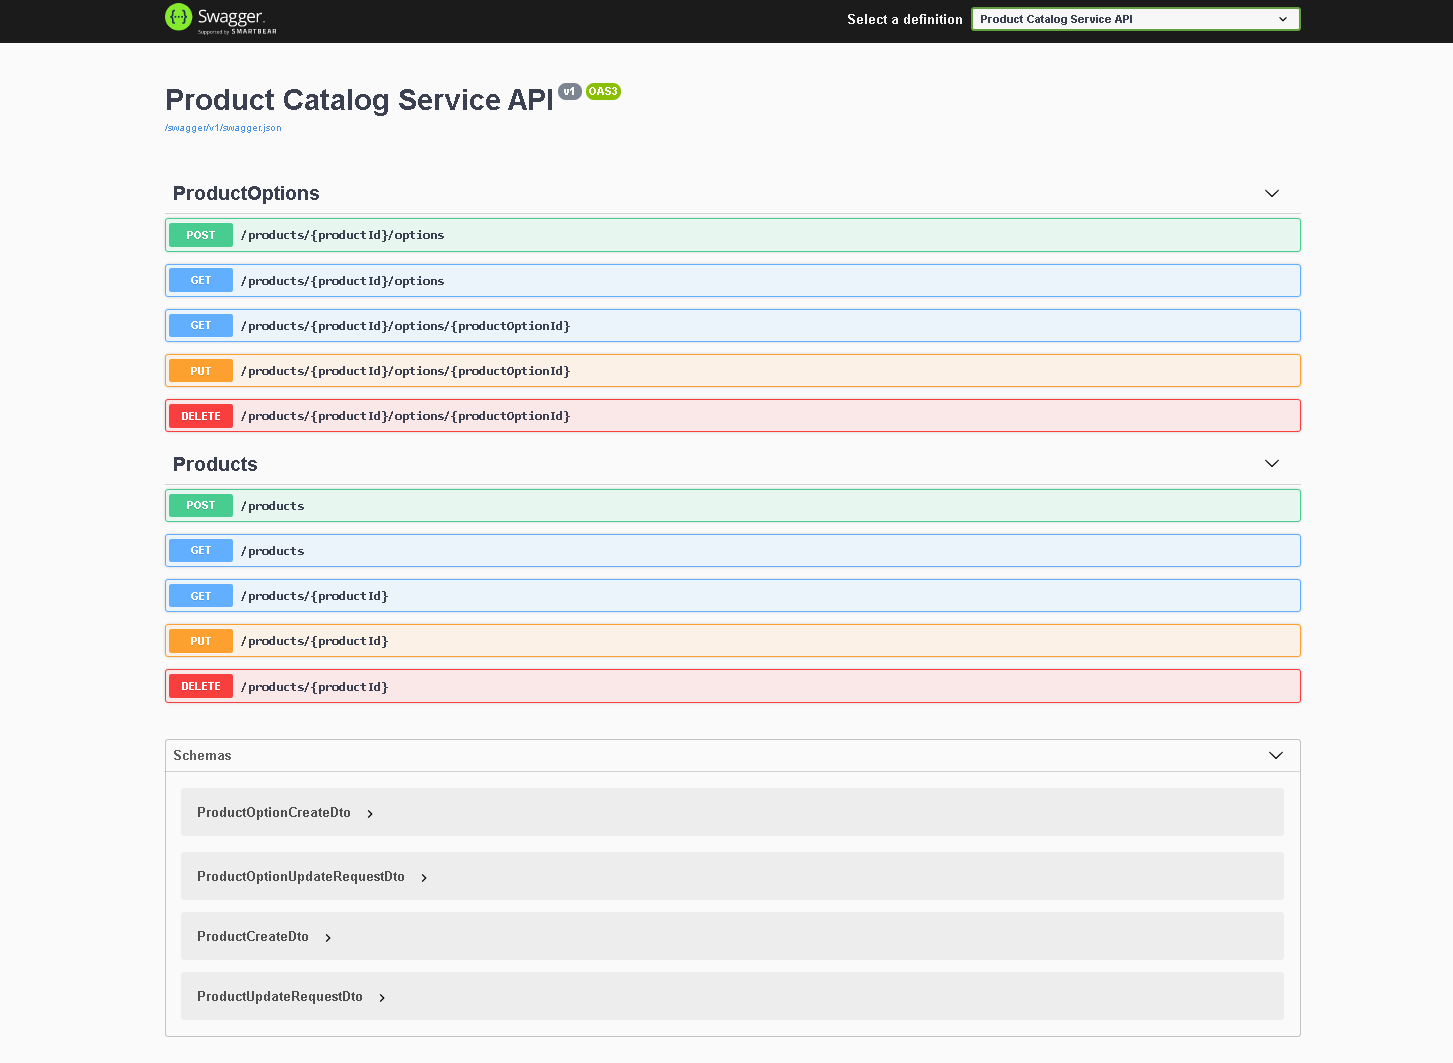 Swagger.
Supported by SMARTBEAR
Select a definition
Product Catalog Service API
Product Catalog Service API v1 OAS3
/swagger/v1/swagger.json
ProductOptions
POST /products/{productId}/options
GET /products/{productId}/options
GET /products/{productId}/options/{productOptionId}
PUT /products/{productId}/options/{productOptionId}
DELETE /products/{productId}/options/{productOptionId}
Products
POST /products
GET /products
GET /products/{productId}
PUT /products/{productId}
DELETE /products/{productId}
Schemas
ProductOptionCreateDto
ProductOptionUpdateRequestDto
ProductCreateDto
ProductUpdateRequestDto